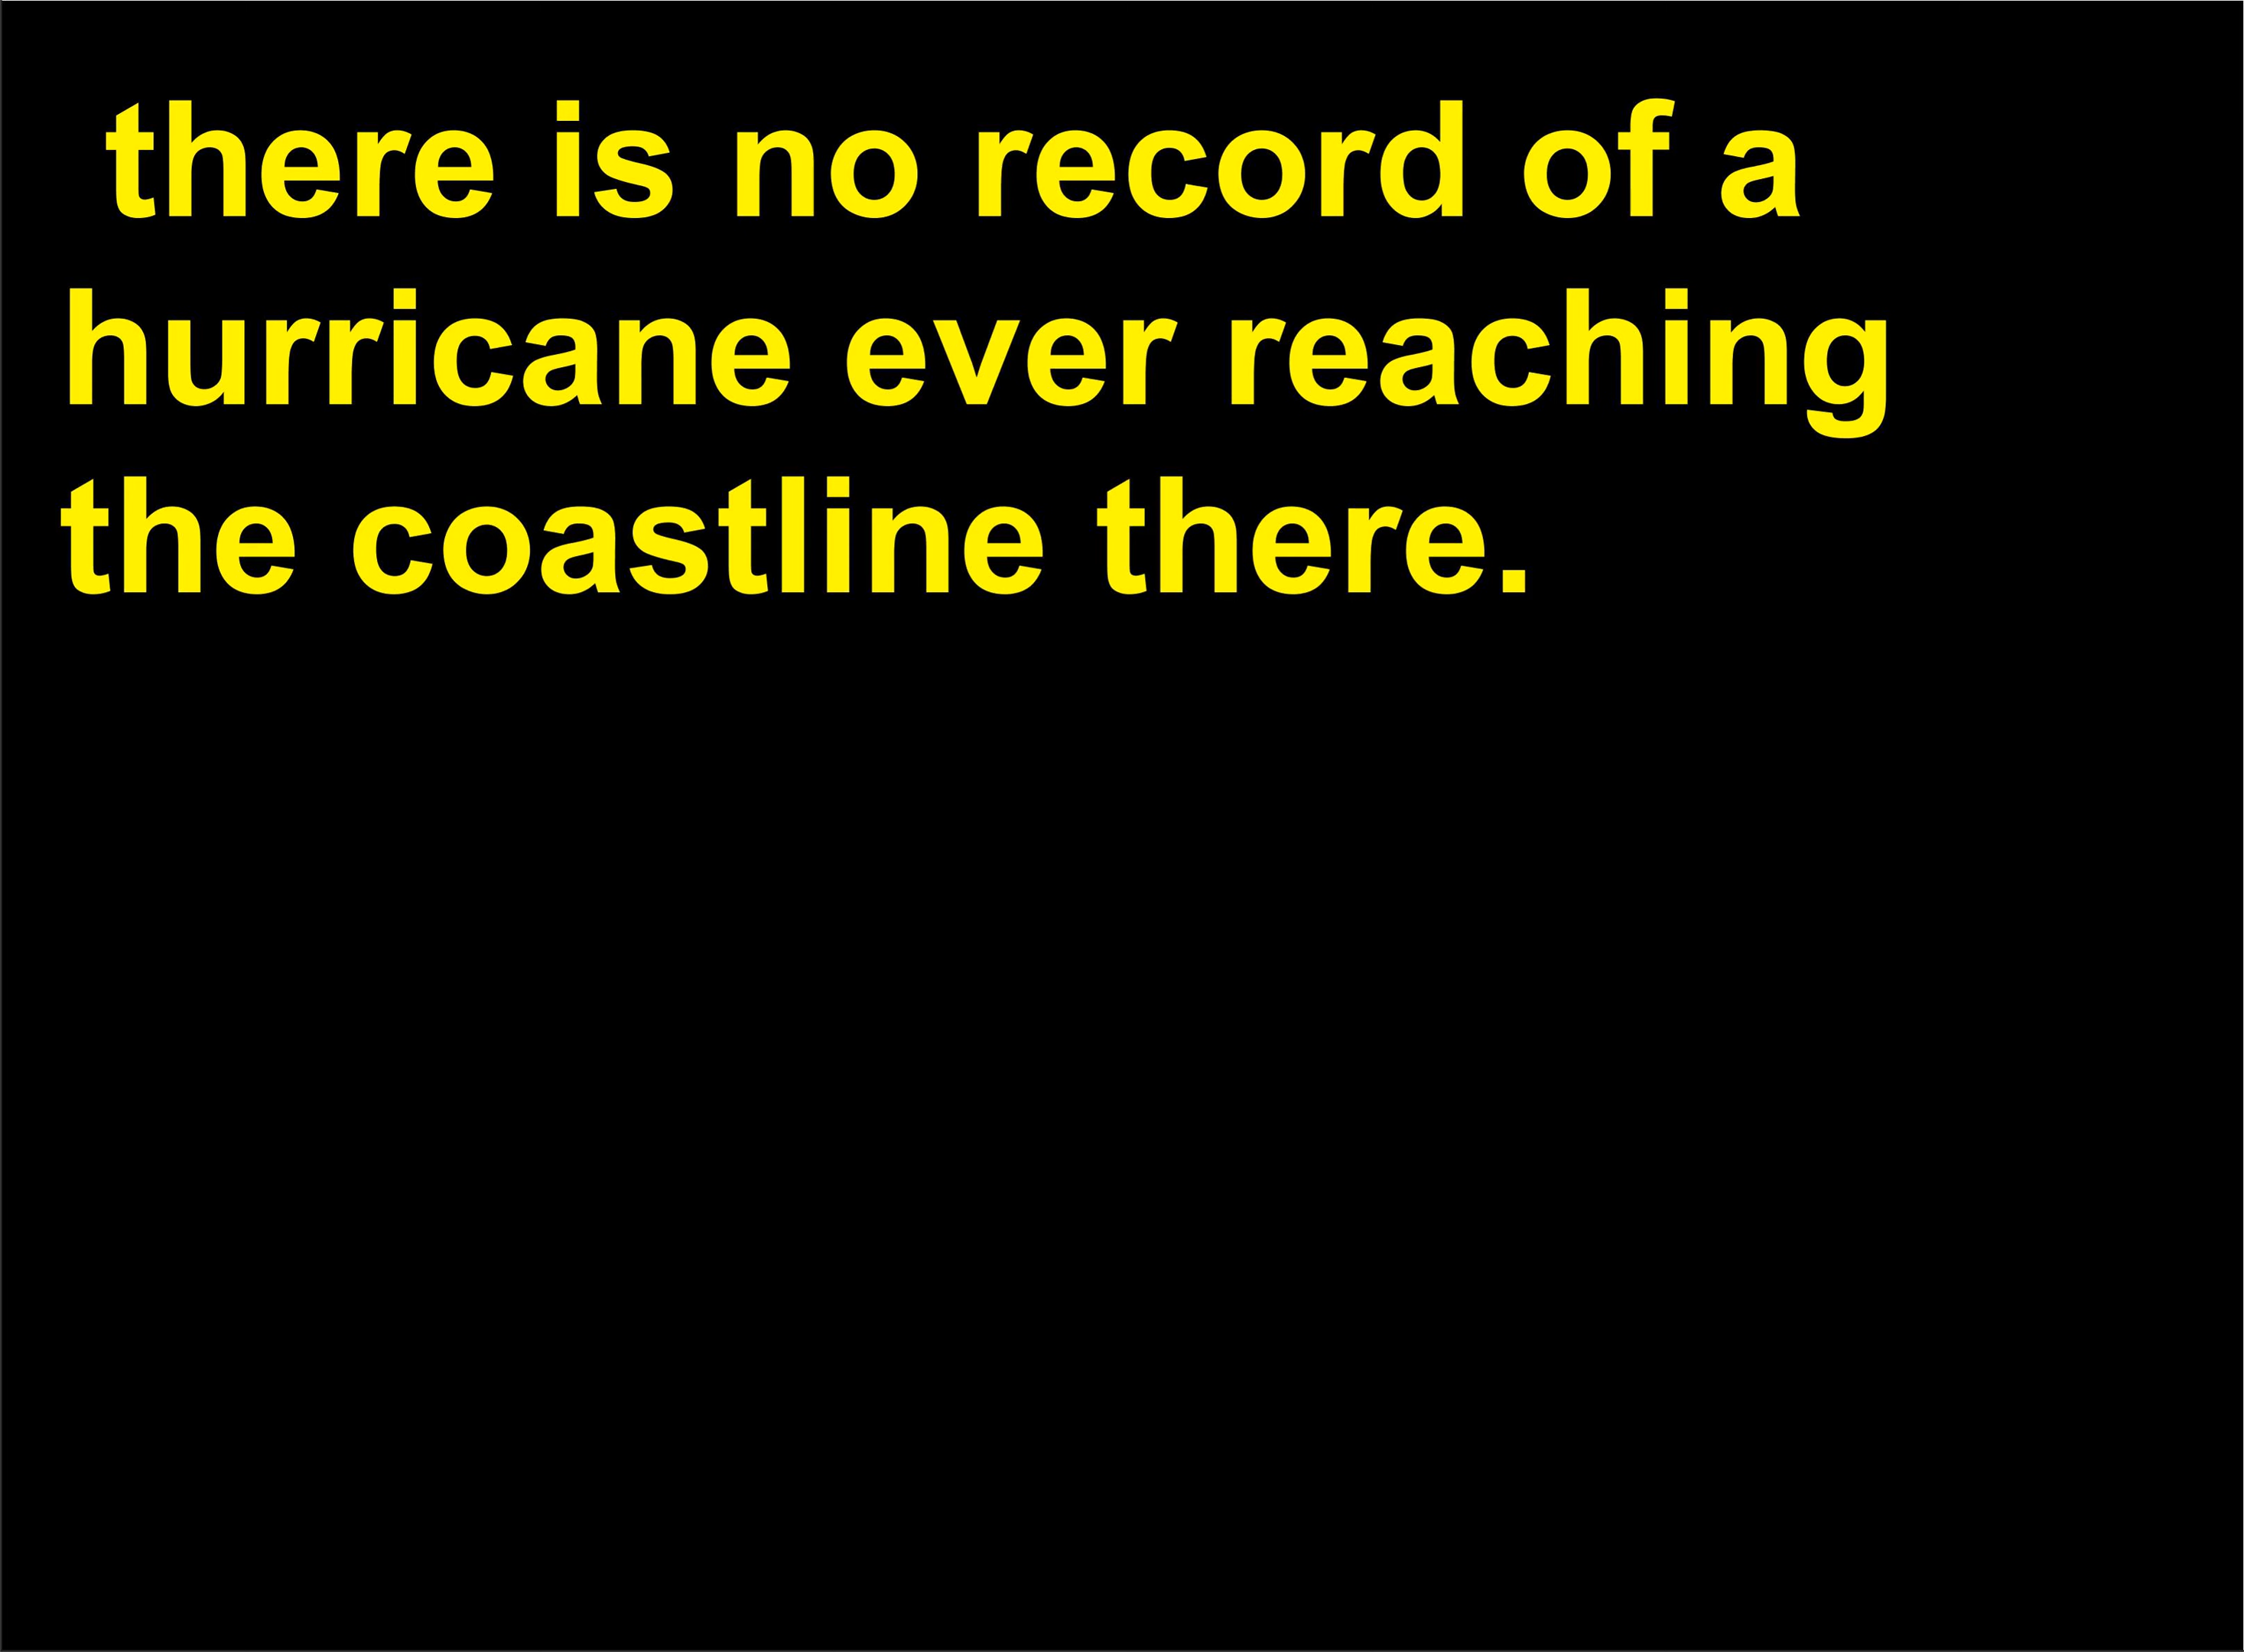 there is no record of a
hurricane ever reaching
the coastline there.